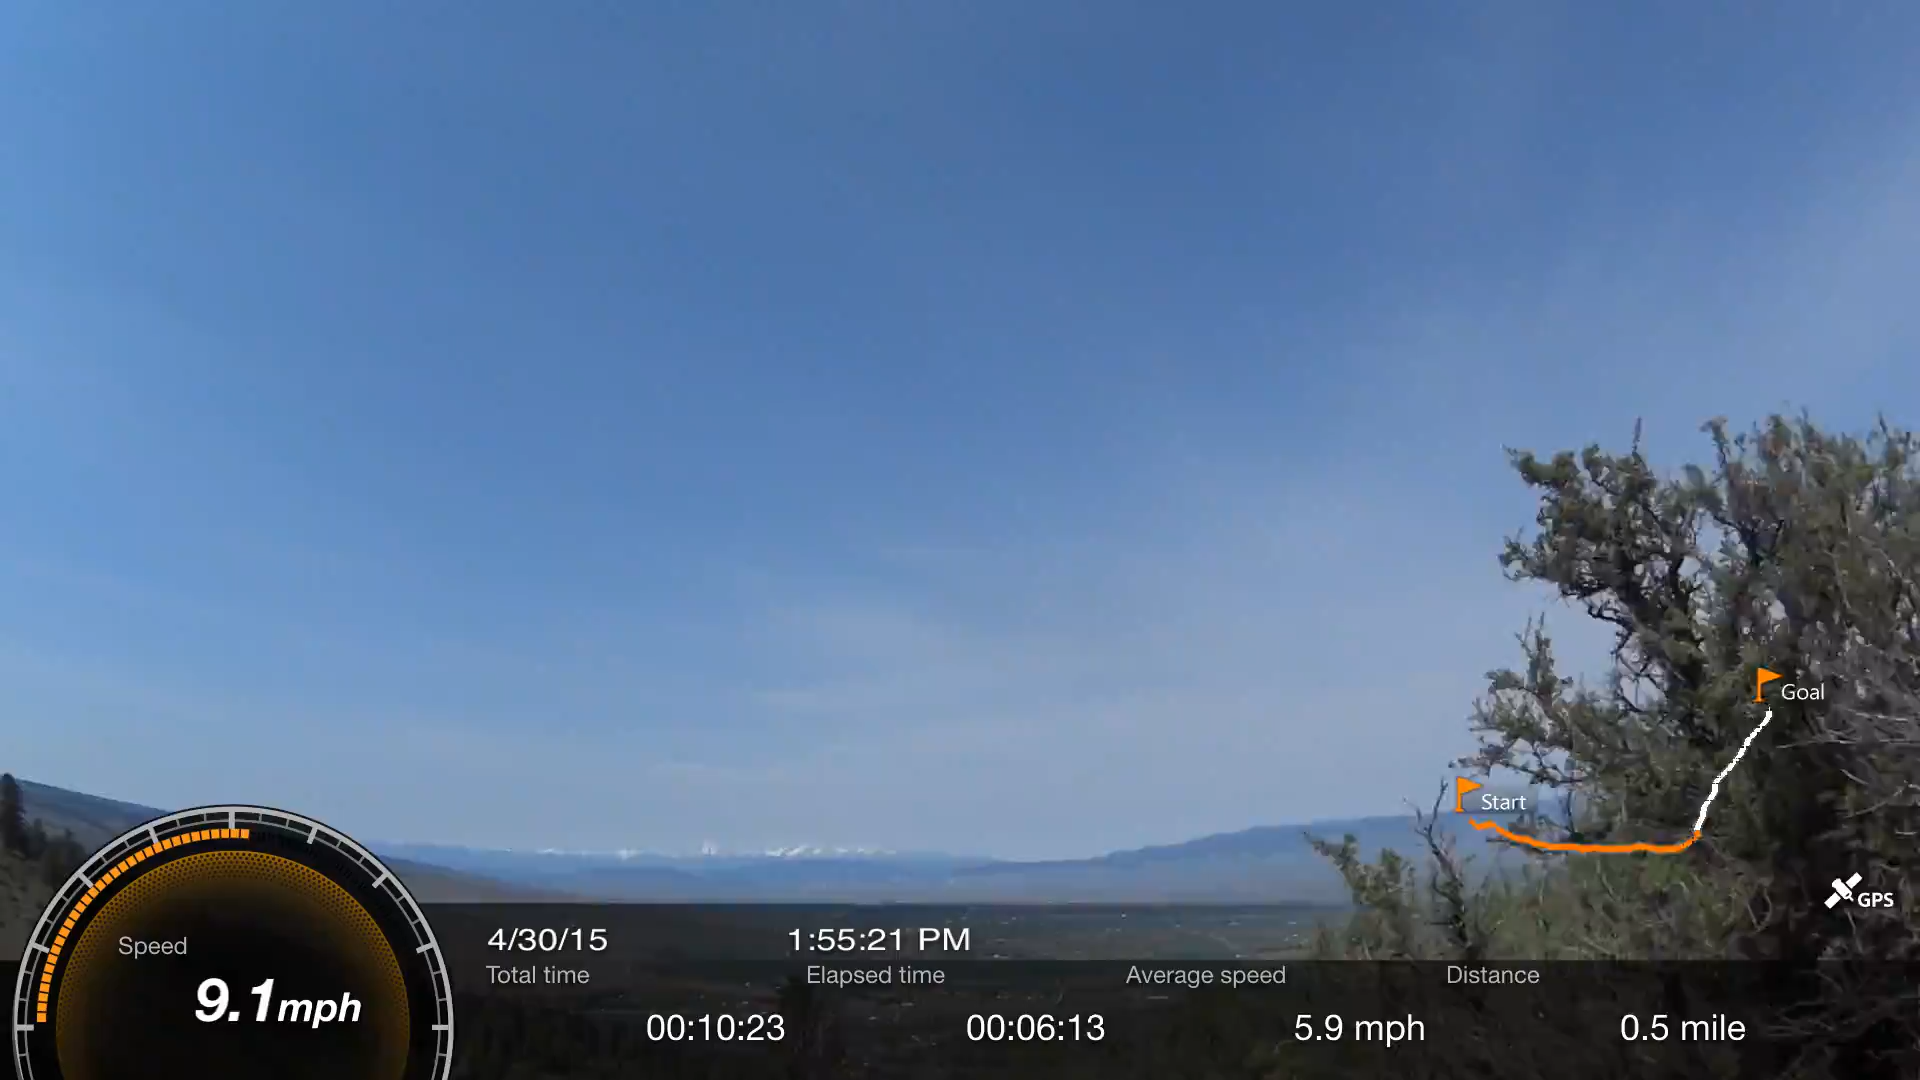 Goal
Start
GPS
Speed
9.1mph
4/30/15
1:55:21 PM
Total time
Elapsed time
Average speed
Distance
00:10:23
00:06:13
5.9 mph
0.5 mile